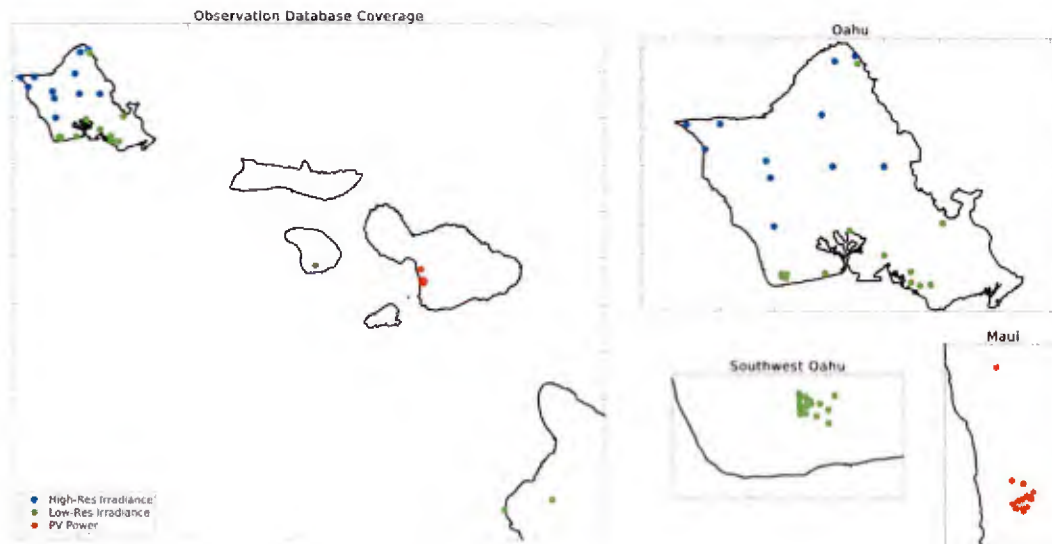 Observation Database Coverage
Oahu
Southwest Oahu
Maui
High-Res Irradiance
Low-Res Irradiance
PV Power